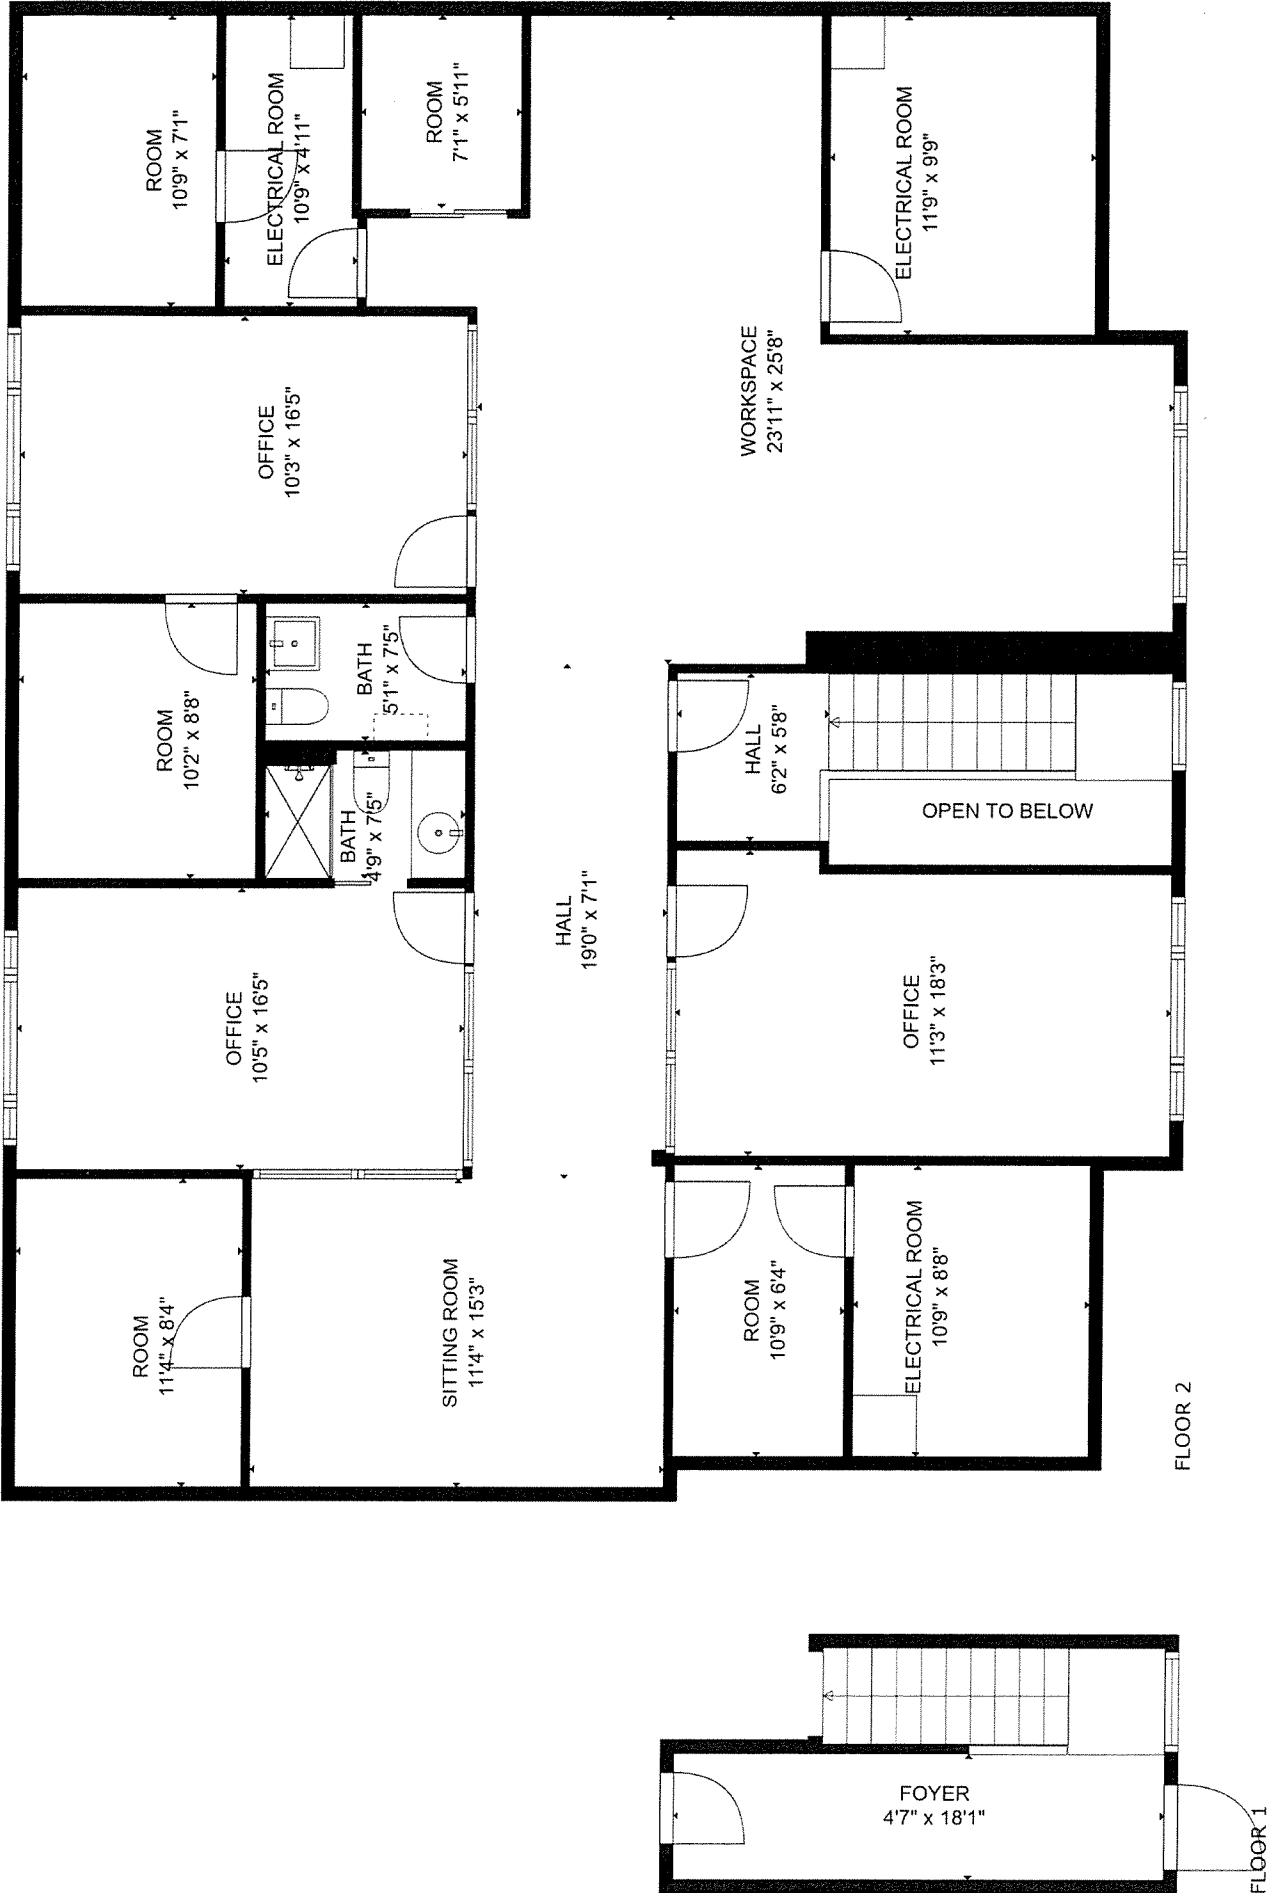 ROOM
10'9" x 7'1"
ELECTRICAL ROOM
10'9" x 4'11"
ROOM
7'1" x 5'11"
ELECTRICAL ROOM
11'9" x 9'9"
OFFICE
10'3" x 16'5"
WORKSPACE
23'11" x 25'8"
ROOM
10'2" x 8'8"
BATH
5'1" x 7'5"
BATH
4'9" x 7'5"
HALL
6'2" x 5'8"
OPEN TO BELOW
HALL
19'0" x 7'1"
OFFICE
10'5" x 16'5"
OFFICE
11'3" x 18'3"
ROOM
11'4" x 8'4"
SITTING ROOM
11'4" x 15'3"
ROOM
10'9" x 6'4"
ELECTRICAL ROOM
10'9" x 8'8"
FLOOR 2
FOYER
4'7" x 18'1"
FLOOR 1